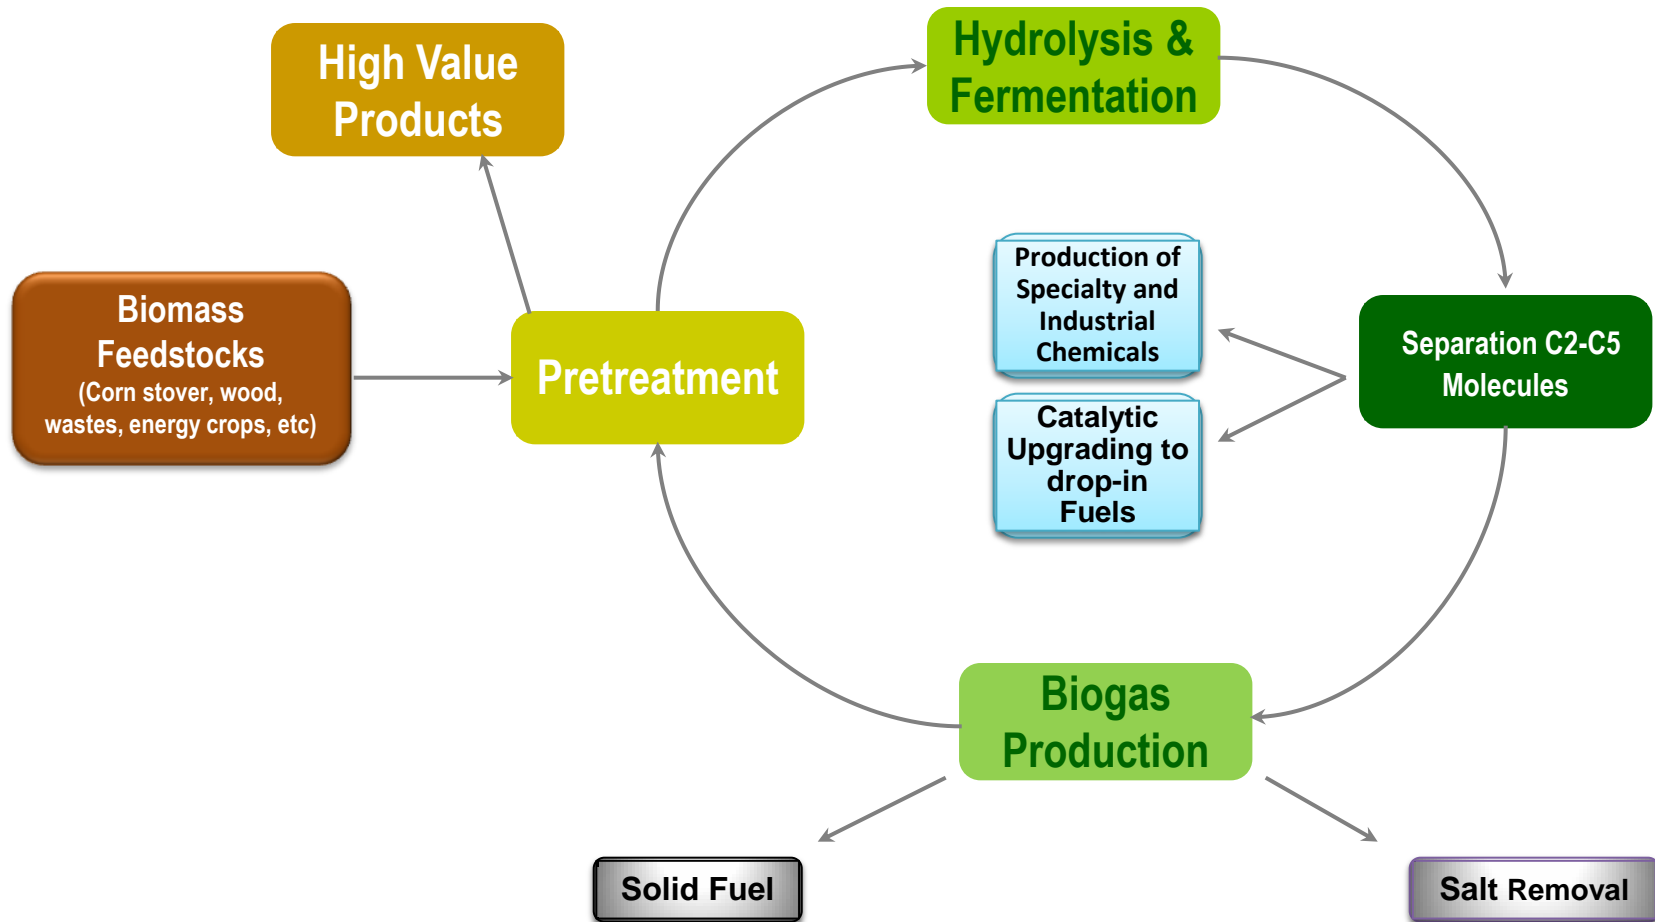 High Value
Products
Hydrolysis &
Fermentation
Biomass
Feedstocks
(Corn stover, wood,
wastes, energy crops, etc)
Pretreatment
Production of
Specialty and
Industrial
Chemicals
Catalytic
Upgrading to
drop-in
Fuels
Separation C2-C5
Molecules
Biogas
Production
Solid Fuel
Salt Removal